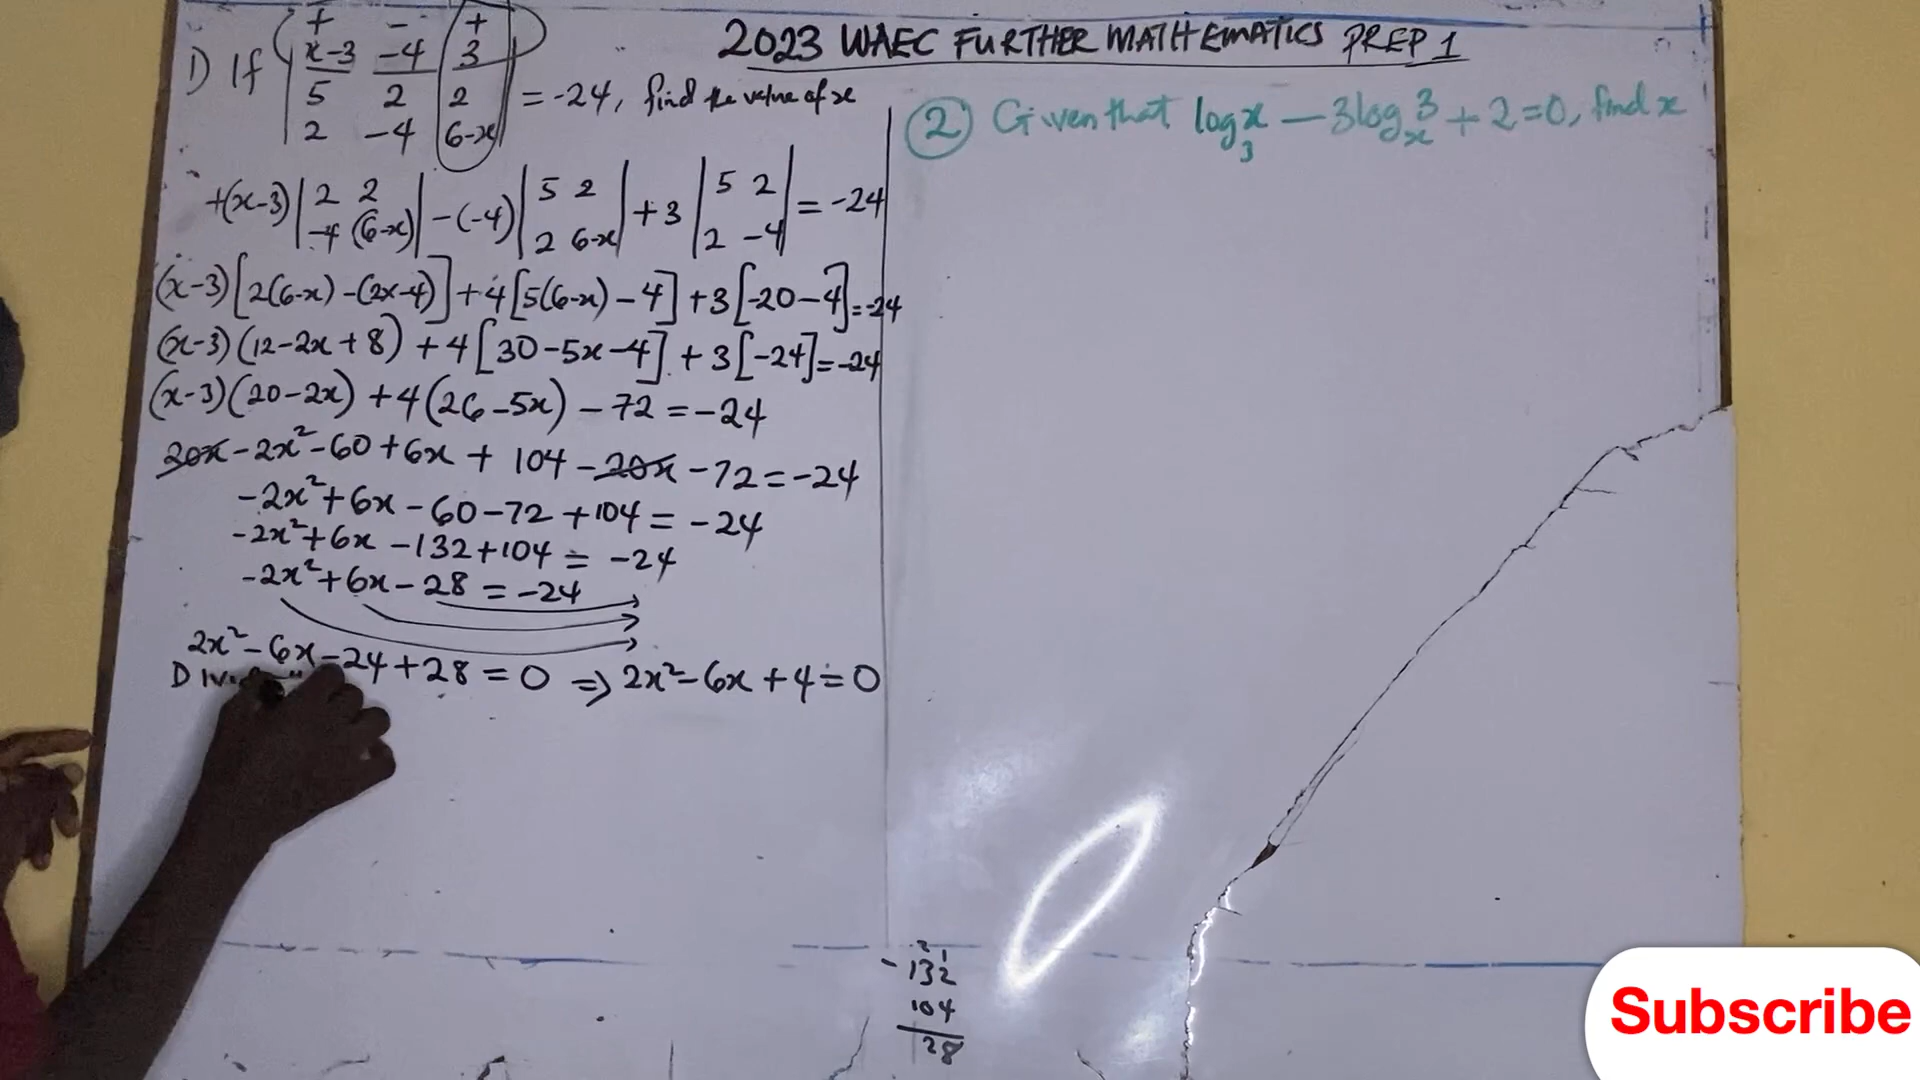 2023 WAEC FURTHER MATHEMATICS PREP 1
+ - +
1) If | x-3 -4 3 |
| 5 2 2 | = -24, find the value of x
| 2 -4 6-x |
+(x-3) | 2 2 | -(-4) | 5 2 | + 3 | 5 2 | = -24
| -4 (6-x) | | 2 6-x | | 2 -4 |
(x-3)[2(6-x) -(2x-4)] + 4[5(6-x) - 4] + 3[-20-4] = -24
(x-3)(12-2x+8) + 4[30-5x-4] + 3[-24] = -24
(x-3)(20-2x) + 4(26-5x) - 72 = -24
20x - 2x² - 60 + 6x + 104 - 20x - 72 = -24
-2x² + 6x - 60 - 72 + 104 = -24
-2x² + 6x - 132 + 104 = -24
-2x² + 6x - 28 = -24
2x² - 6x - 24 + 28 = 0 ⇒ 2x² - 6x + 4 = 0
② Given that log₃x - 3logₓ3 + 2 = 0, find x
2 1
- 132
104
28
Subscribe